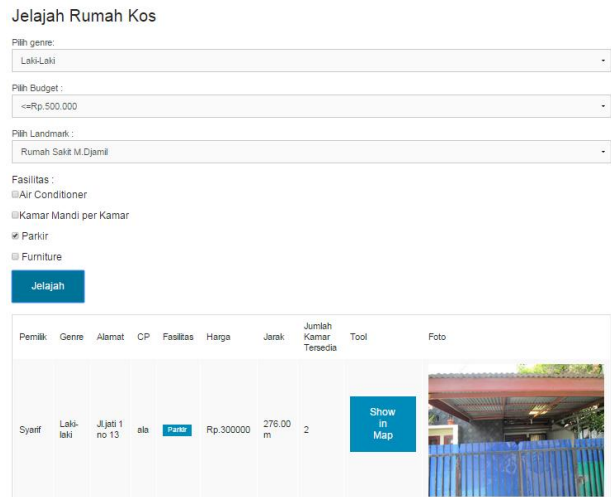 Jelajah Rumah Kos
Pilih genre:
Laki-Laki
Pilih Budget :
<=Rp.500.000
Pilih Landmark :
Rumah Sakit M.Djamil
Fasilitas :
Air Conditioner
Kamar Mandi per Kamar
Parkir
Furniture
Jelajah
Pemilik Genre Alamat CP Fasilitas Harga Jarak Jumlah Kamar Tersedia Tool Foto
Syarif Laki-laki Jl.jati 1 no 13 ala Parkir Rp.300000 276.00 m 2 Show in Map